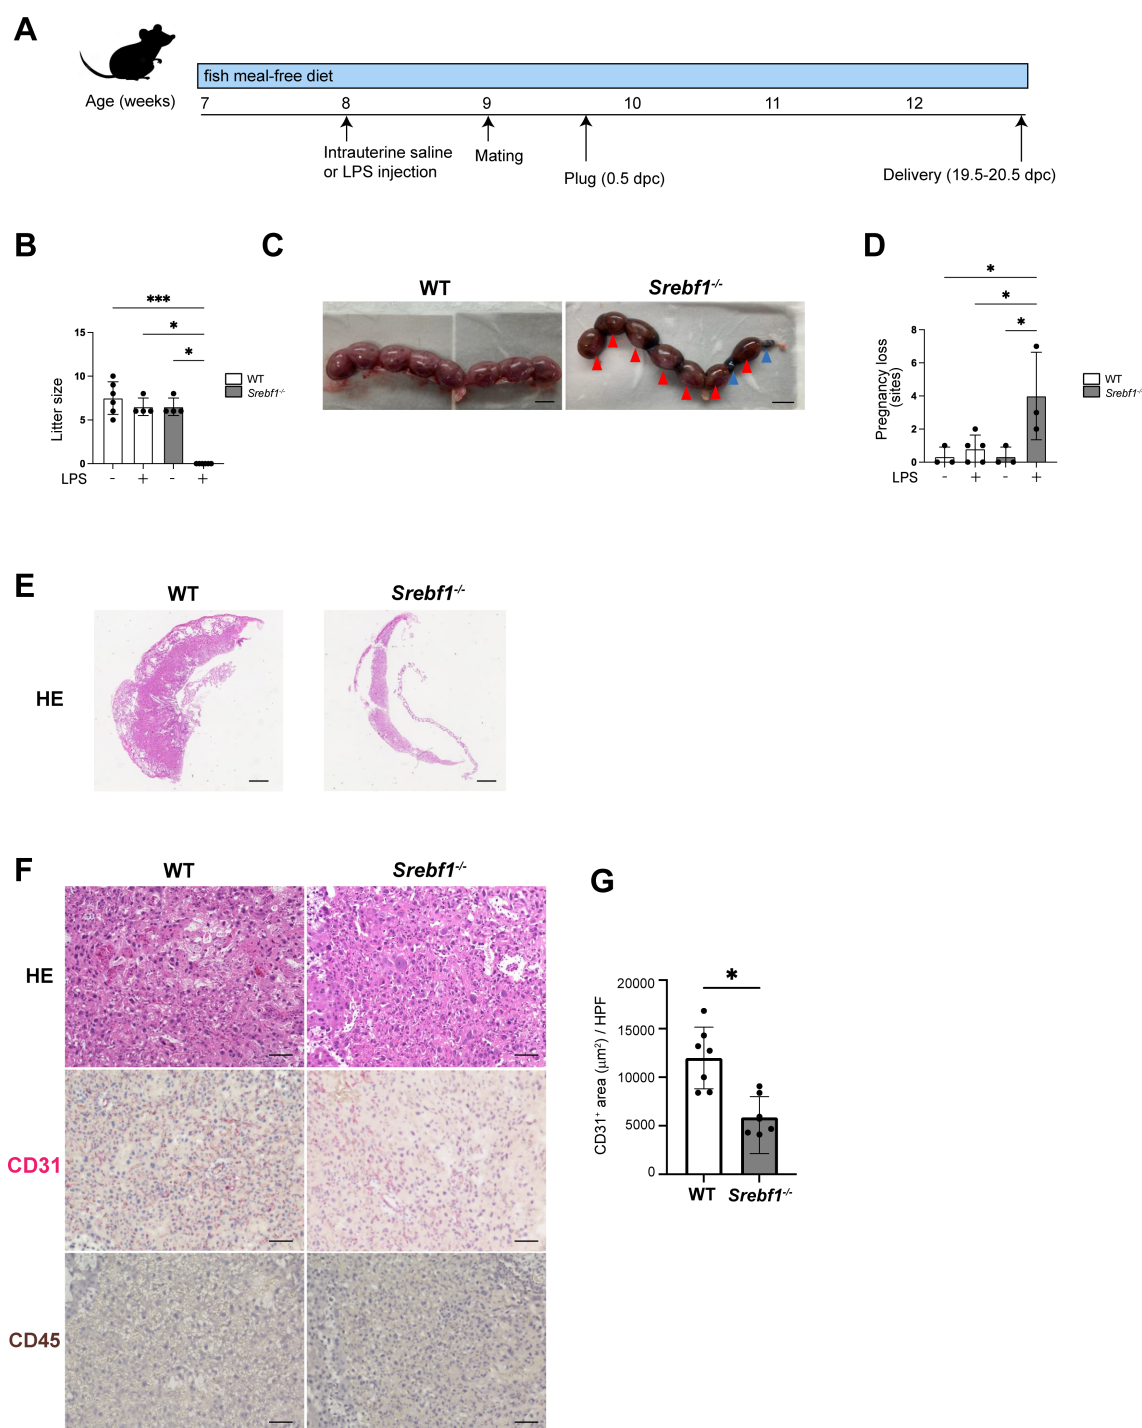 A
fish meal-free diet
Age (weeks)
7 8 9 10 11 12
Intrauterine saline
or LPS injection
Mating
Plug (0.5 dpc)
Delivery (19.5-20.5 dpc)
B
***
*
*
15
10
5
0
Litter size
LPS - + - +
WT
Srebf1-/-
C
WT Srebf1-/-
D
*
*
*
8
6
4
2
0
Pregnancy loss
(sites)
LPS - + - +
WT
Srebf1-/-
E
WT Srebf1-/-
HE
F
WT Srebf1-/-
HE
CD31
CD45
G
*
20000
15000
10000
5000
0
CD31+ area (μm2) / HPF
WT Srebf1-/-